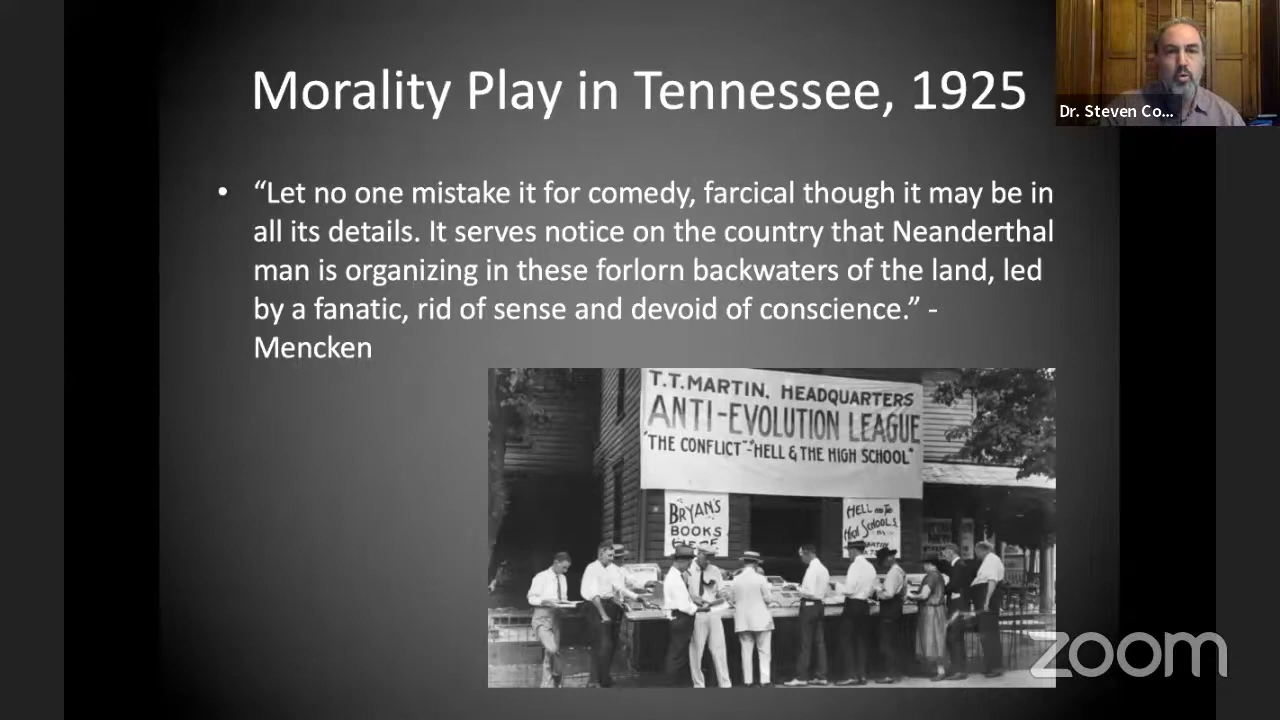 Morality Play in Tennessee, 1925
Dr. Steven Co...
• “Let no one mistake it for comedy, farcical though it may be in
all its details. It serves notice on the country that Neanderthal
man is organizing in these forlorn backwaters of the land, led
by a fanatic, rid of sense and devoid of conscience.” -
Mencken
T.T. MARTIN. HEADQUARTERS
ANTI-EVOLUTION LEAGUE
"THE CONFLICT"-"HELL & THE HIGH SCHOOL"
BRYAN'S
BOOKS
HERE
HELL AND THE
HIGH SCHOOLS
zoom